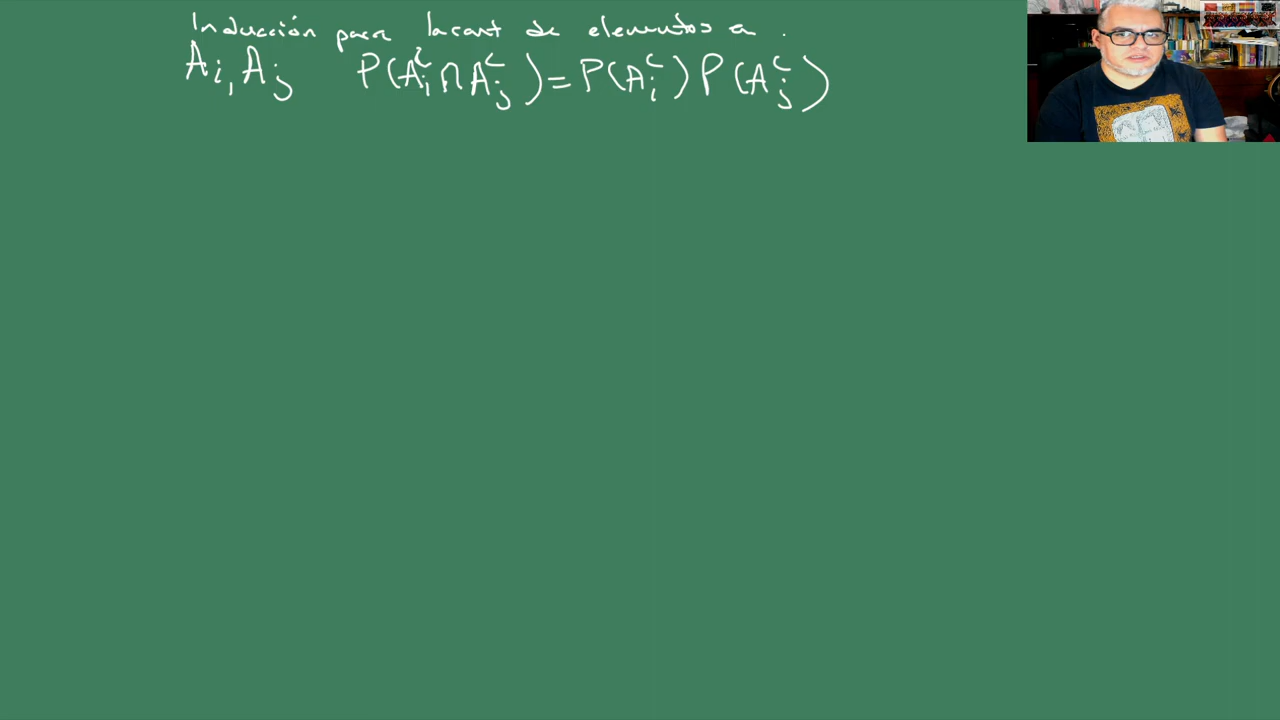 Inducción para la cant de elementos a .
A_i, A_j P(A_i^c ∩ A_j^c) = P(A_i^c) P(A_j^c)